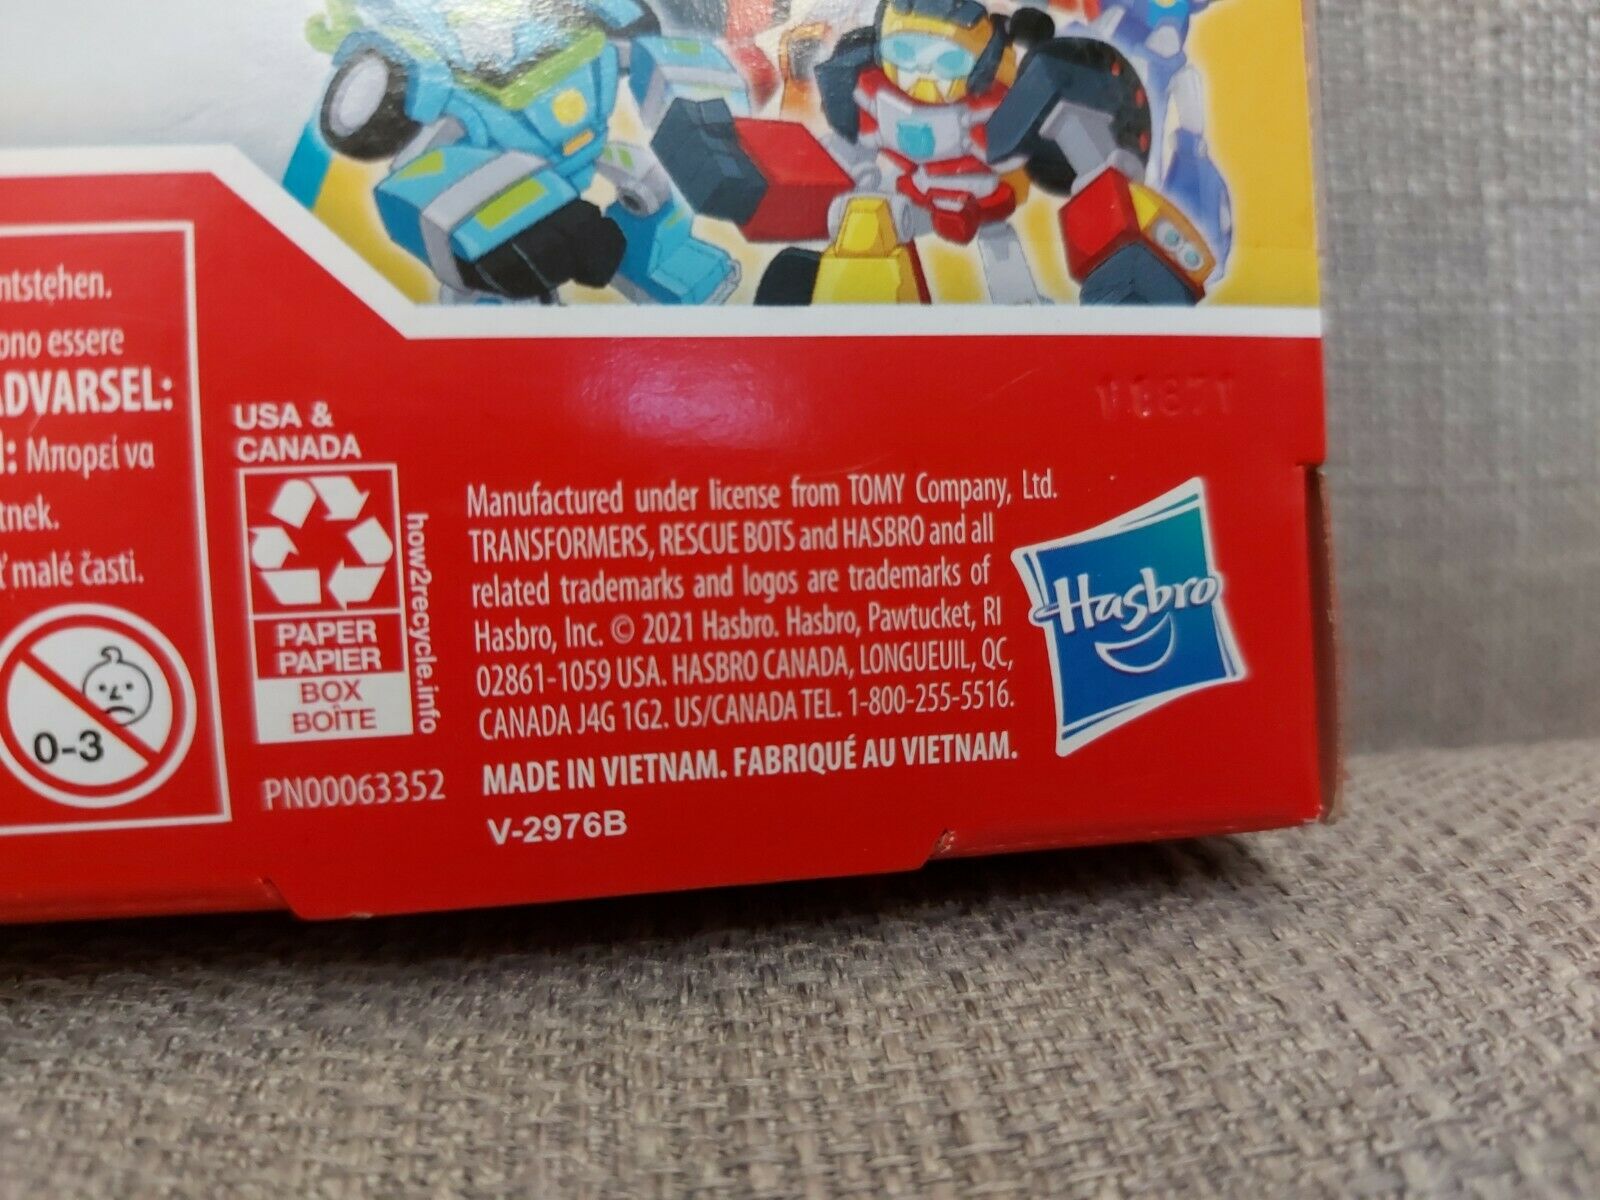 ntstehen.
ono essere
ADVARSEL:
Μπορεί να
tnek.
malé časti.
0-3
USA &
CANADA
PAPER
PAPIER
BOX
BOÎTE
how2recycle.info
PN00063352
Manufactured under license from TOMY Company, Ltd.
TRANSFORMERS, RESCUE BOTS and HASBRO and all
related trademarks and logos are trademarks of
Hasbro, Inc. © 2021 Hasbro. Hasbro, Pawtucket, RI
02861-1059 USA. HASBRO CANADA, LONGUEUIL, QC,
CANADA J4G 1G2. US/CANADA TEL. 1-800-255-5516.
MADE IN VIETNAM. FABRIQUÉ AU VIETNAM.
V-2976B
Hasbro